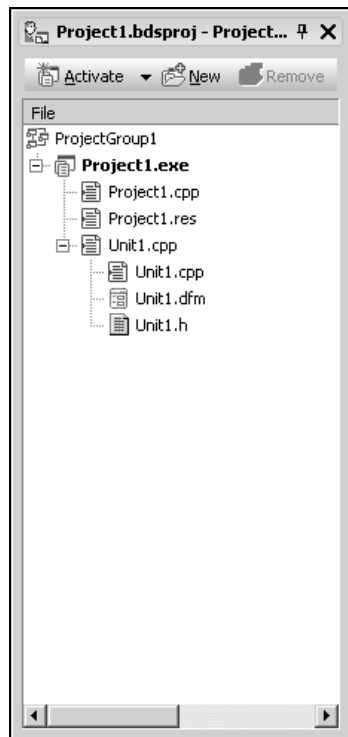 Project1.bdsproj - Project...
Activate New Remove
File
ProjectGroup1
Project1.exe
Project1.cpp
Project1.res
Unit1.cpp
Unit1.cpp
Unit1.dfm
Unit1.h